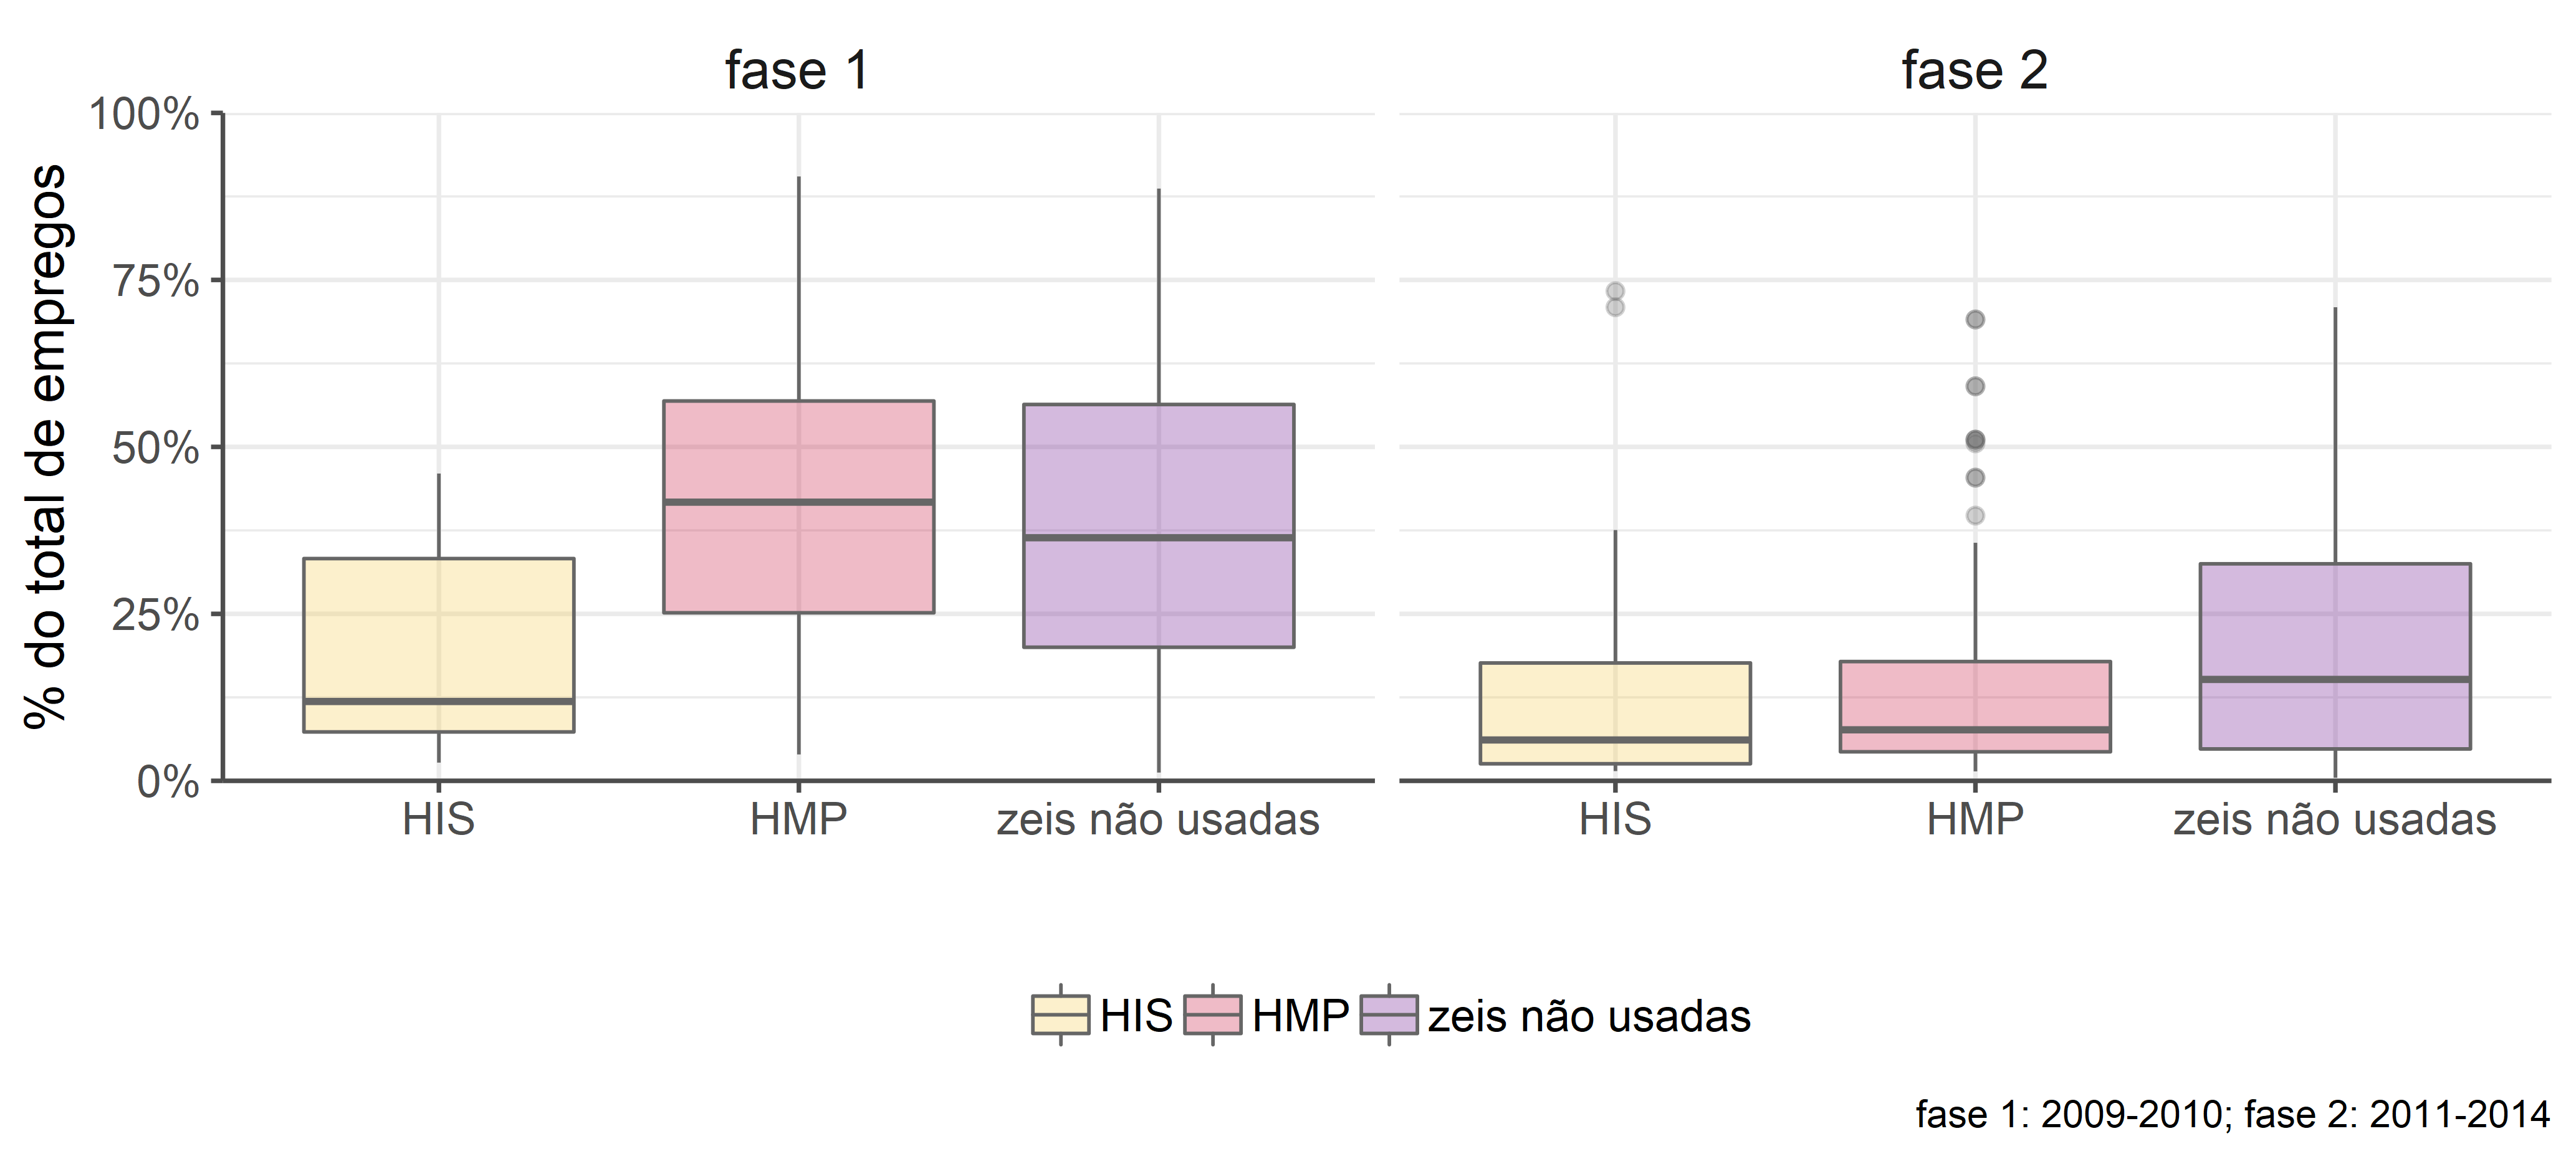 fase 1
fase 2
% do total de empregos
100%
75%
50%
25%
0%
HIS
HMP
zeis não usadas
HIS
HMP
zeis não usadas
HIS
HMP
zeis não usadas
fase 1: 2009-2010; fase 2: 2011-2014